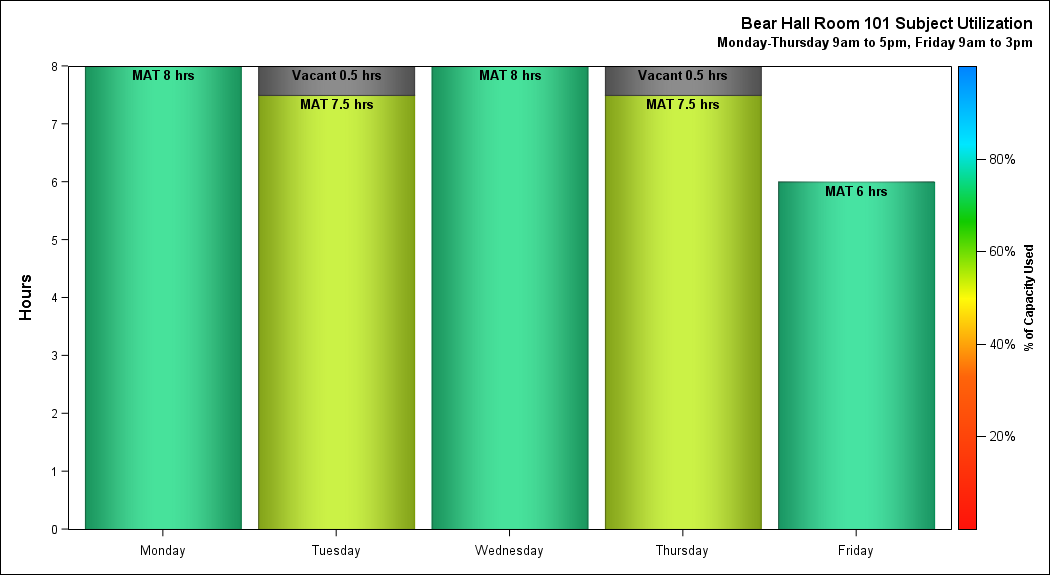 Bear Hall Room 101 Subject Utilization
Monday-Thursday 9am to 5pm, Friday 9am to 3pm
Hours
8
7
6
5
4
3
2
1
0
MAT 8 hrs
Vacant 0.5 hrs
MAT 7.5 hrs
MAT 8 hrs
Vacant 0.5 hrs
MAT 7.5 hrs
MAT 6 hrs
Monday
Tuesday
Wednesday
Thursday
Friday
80%
60%
40%
20%
% of Capacity Used